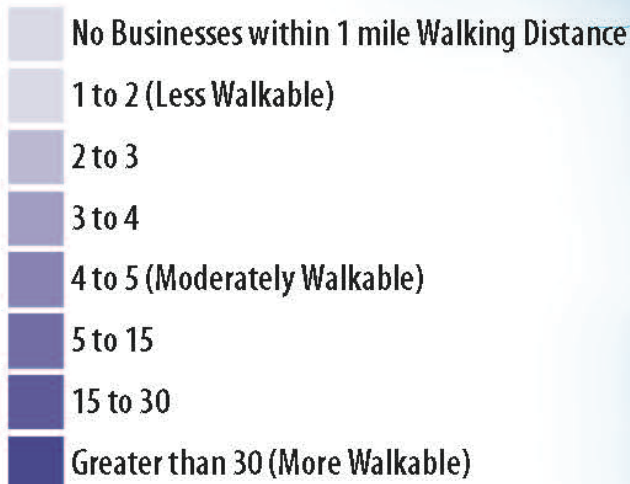 No Businesses within 1 mile Walking Distance
1 to 2 (Less Walkable)
2 to 3
3 to 4
4 to 5 (Moderately Walkable)
5 to 15
15 to 30
Greater than 30 (More Walkable)